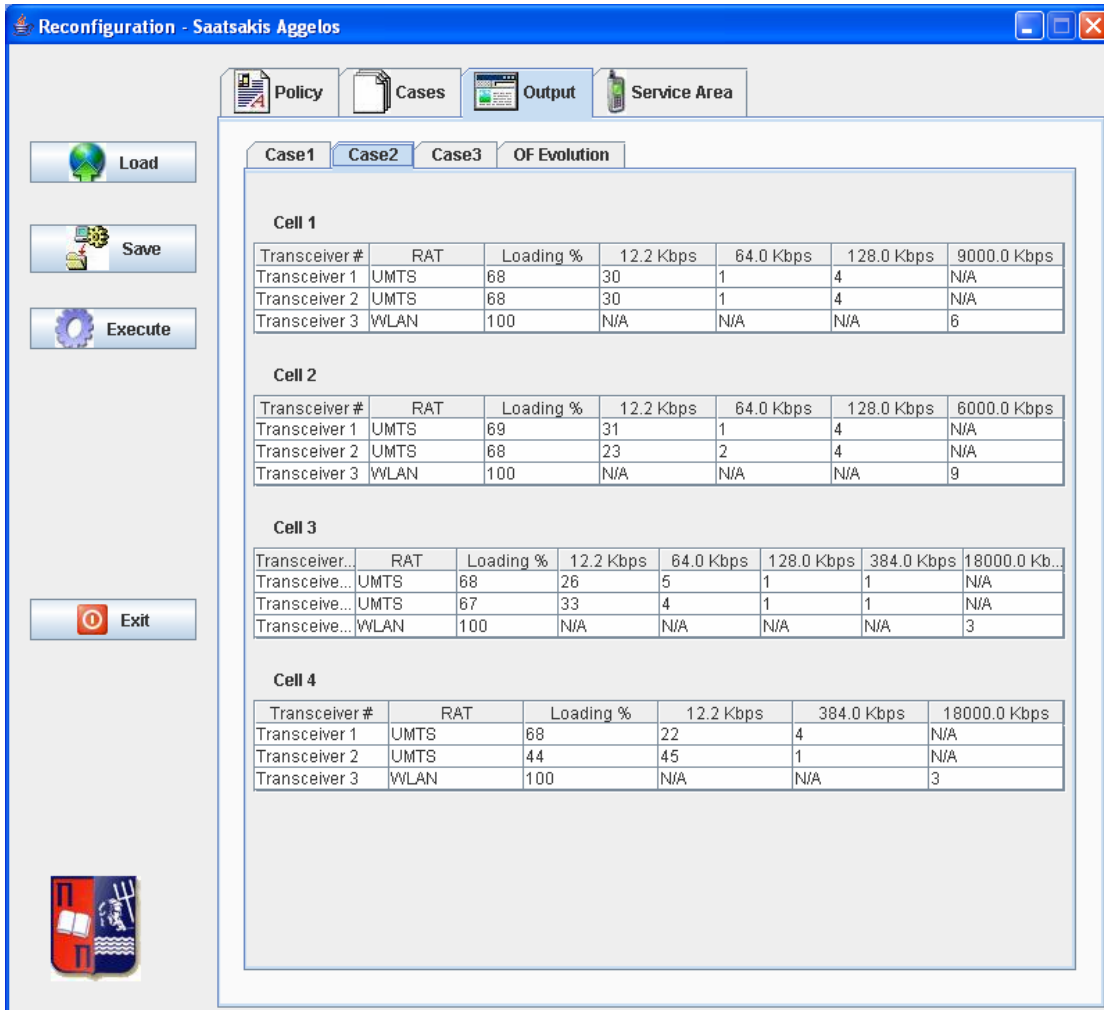 Reconfiguration - Saatsakis Aggelos
Policy Cases Output Service Area
Load
Save
Execute
Exit
Case1 Case2 Case3 OF Evolution
Cell 1
Transceiver # RAT Loading % 12.2 Kbps 64.0 Kbps 128.0 Kbps 9000.0 Kbps
Transceiver 1 UMTS 68 30 1 4 N/A
Transceiver 2 UMTS 68 30 1 4 N/A
Transceiver 3 WLAN 100 N/A N/A N/A 6
Cell 2
Transceiver # RAT Loading % 12.2 Kbps 64.0 Kbps 128.0 Kbps 6000.0 Kbps
Transceiver 1 UMTS 69 31 1 4 N/A
Transceiver 2 UMTS 68 23 2 4 N/A
Transceiver 3 WLAN 100 N/A N/A N/A 9
Cell 3
Transceiver... RAT Loading % 12.2 Kbps 64.0 Kbps 128.0 Kbps 384.0 Kbps 18000.0 Kb...
Transceive... UMTS 68 26 5 1 1 N/A
Transceive... UMTS 67 33 4 1 1 N/A
Transceive... WLAN 100 N/A N/A N/A N/A 3
Cell 4
Transceiver # RAT Loading % 12.2 Kbps 384.0 Kbps 18000.0 Kbps
Transceiver 1 UMTS 68 22 4 N/A
Transceiver 2 UMTS 44 45 1 N/A
Transceiver 3 WLAN 100 N/A N/A 3
Π
Π